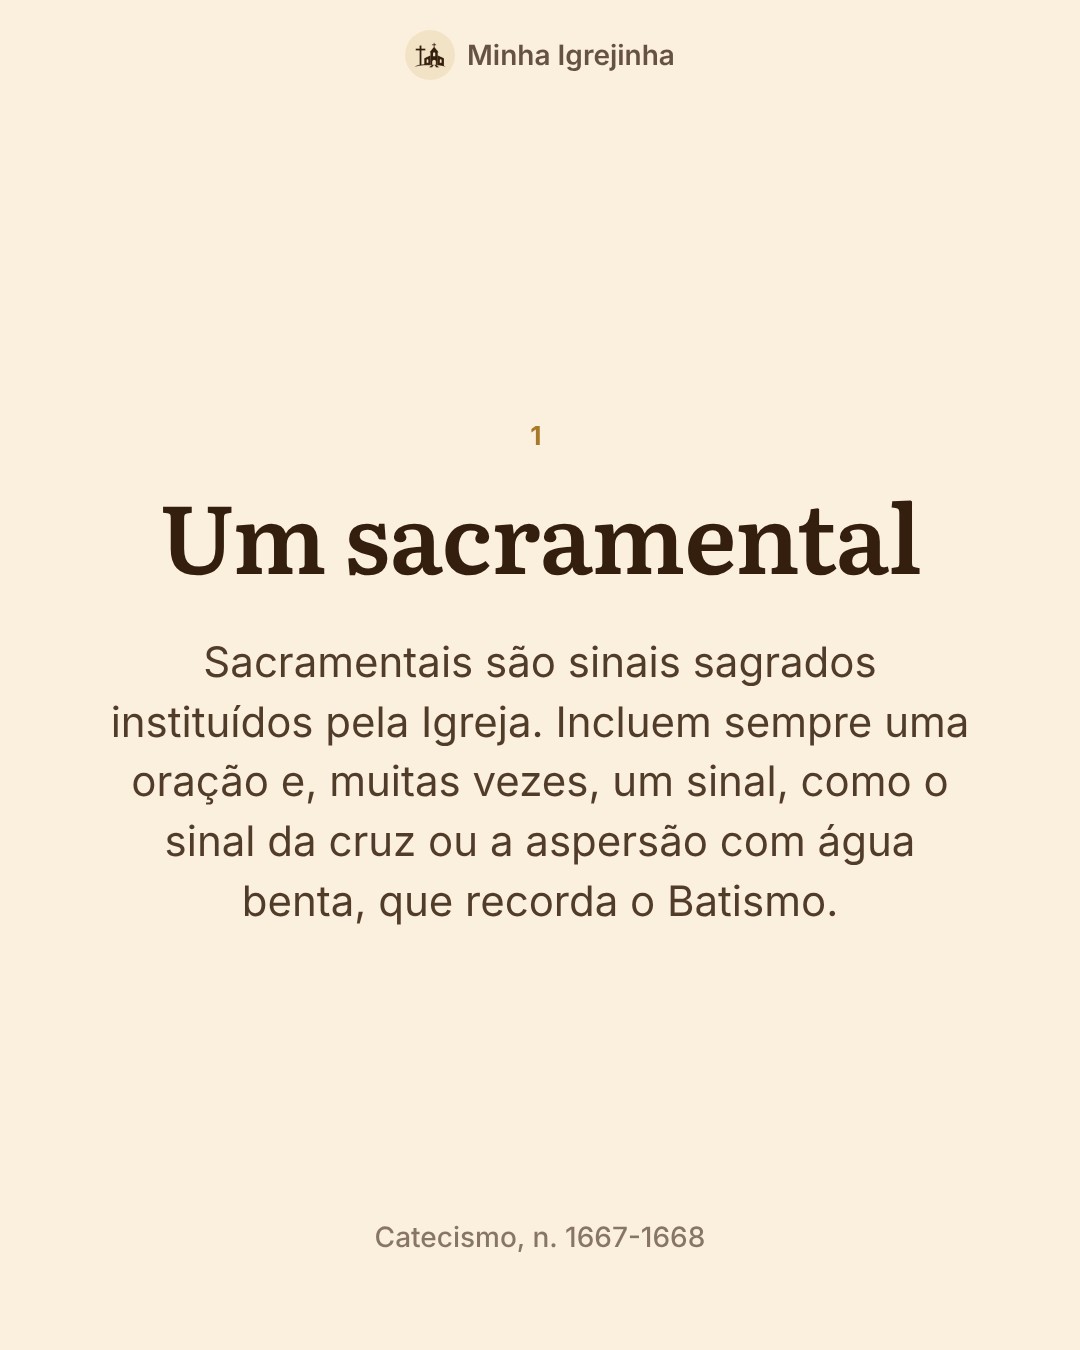 Minha Igrejinha
1
Um sacramental
Sacramentais são sinais sagrados
instituídos pela Igreja. Incluem sempre uma
oração e, muitas vezes, um sinal, como o
sinal da cruz ou a aspersão com água
benta, que recorda o Batismo.
Catecismo, n. 1667-1668